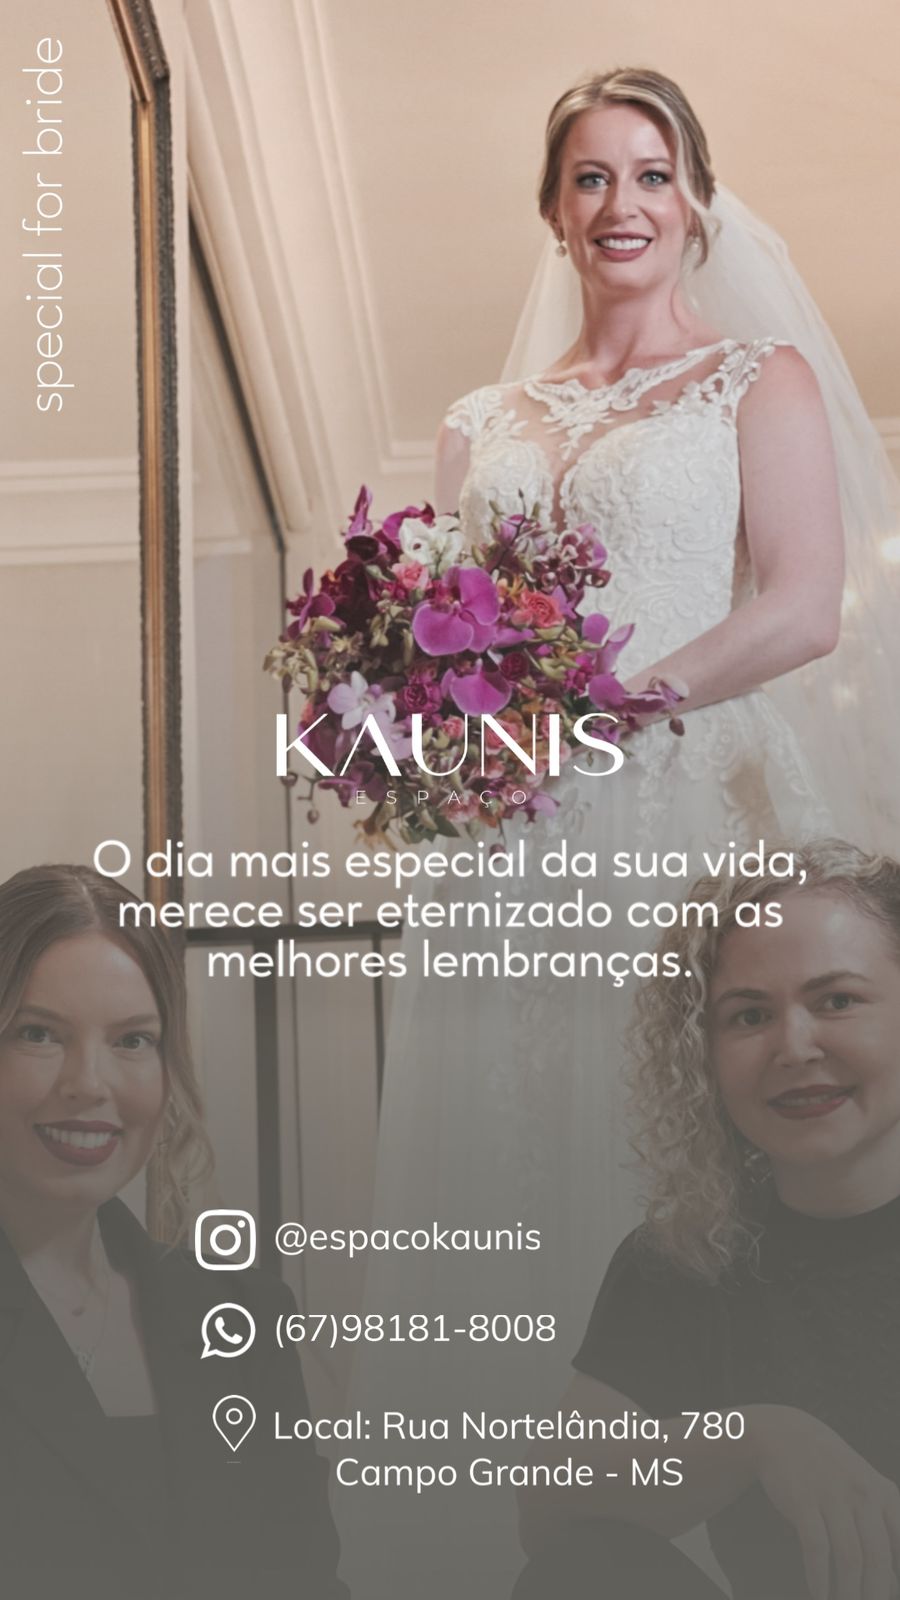 special for bride
KAUNIS
ESPAÇO
O dia mais especial da sua vida,
merece ser eternizado com as
melhores lembranças.
@espacokaunis
(67)98181-8008
Local: Rua Nortelândia, 780
Campo Grande - MS